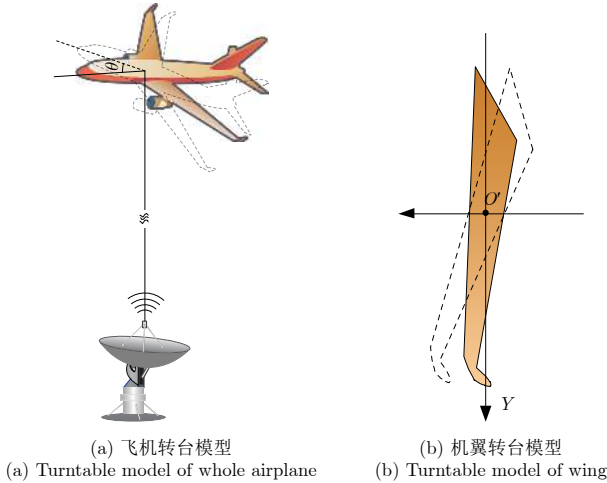 θ
O′
Y
(a) 飞机转台模型
(a) Turntable model of whole airplane
(b) 机翼转台模型
(b) Turntable model of wing